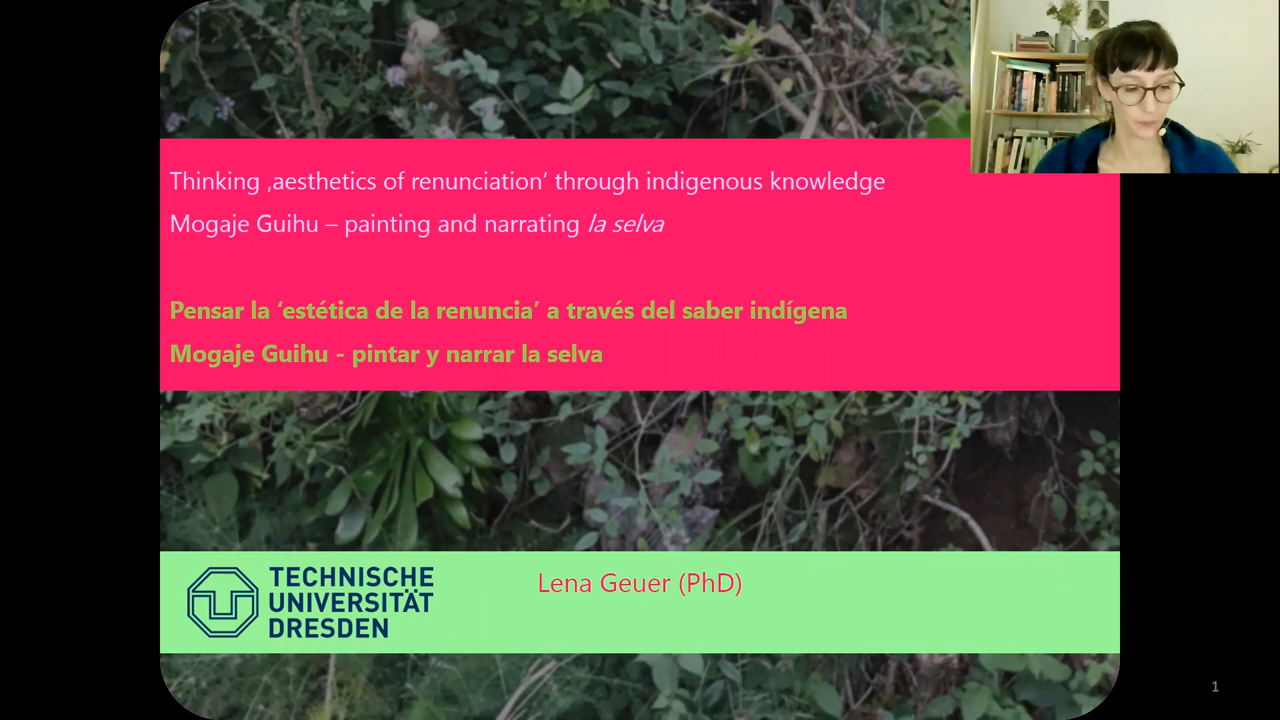 Thinking ‚aesthetics of renunciation‘ through indigenous knowledge
Mogaje Guihu – painting and narrating la selva
Pensar la ‘estética de la renuncia’ a través del saber indígena
Mogaje Guihu - pintar y narrar la selva
TECHNISCHE
UNIVERSITÄT
DRESDEN
Lena Geuer (PhD)
1